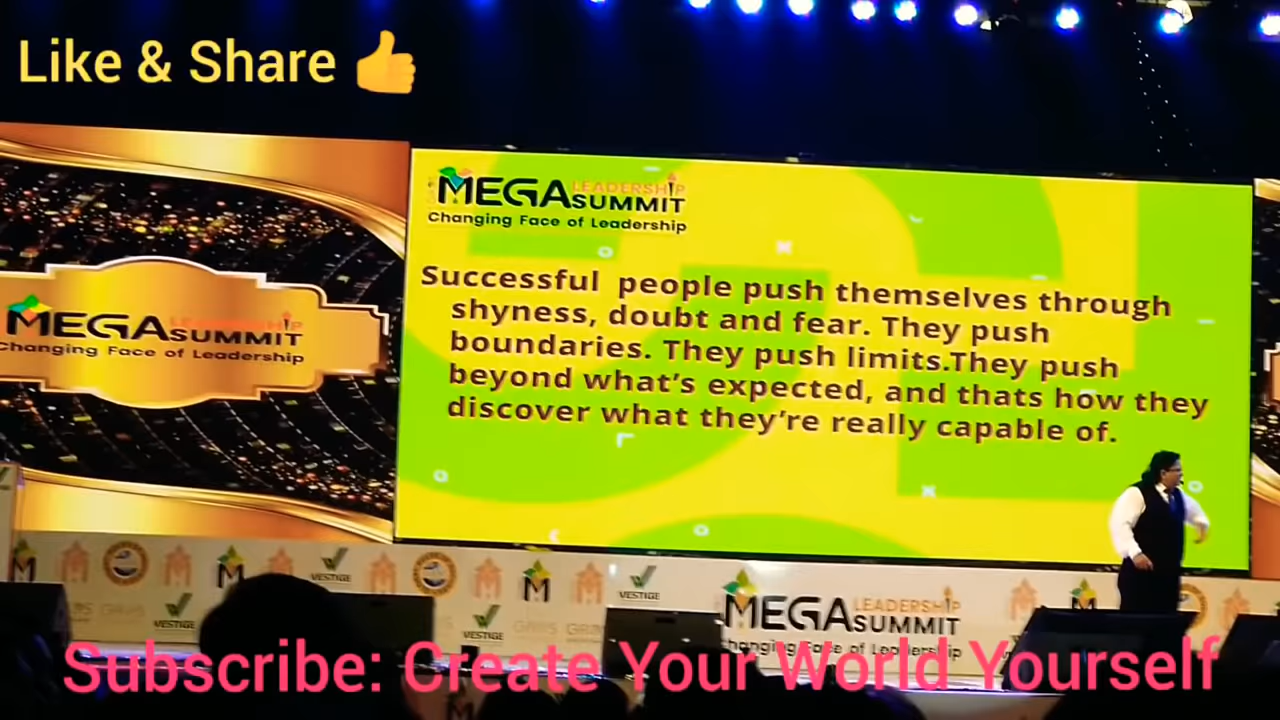 Like & Share 👍
MEGA LEADERSHIP
SUMMIT
Changing Face of Leadership
Successful people push themselves through
shyness, doubt and fear. They push
boundaries. They push limits.They push
beyond what's expected, and thats how they
discover what they're really capable of.
MEGA LEADERSHIP
SUMMIT
Changing Face of Leadership
VESTIGE
VESTIGE
VESTIGE
VESTIGE
MEGA LEADERSHIP
SUMMIT
Changing Face of Leadership
Subscribe: Create Your World Yourself